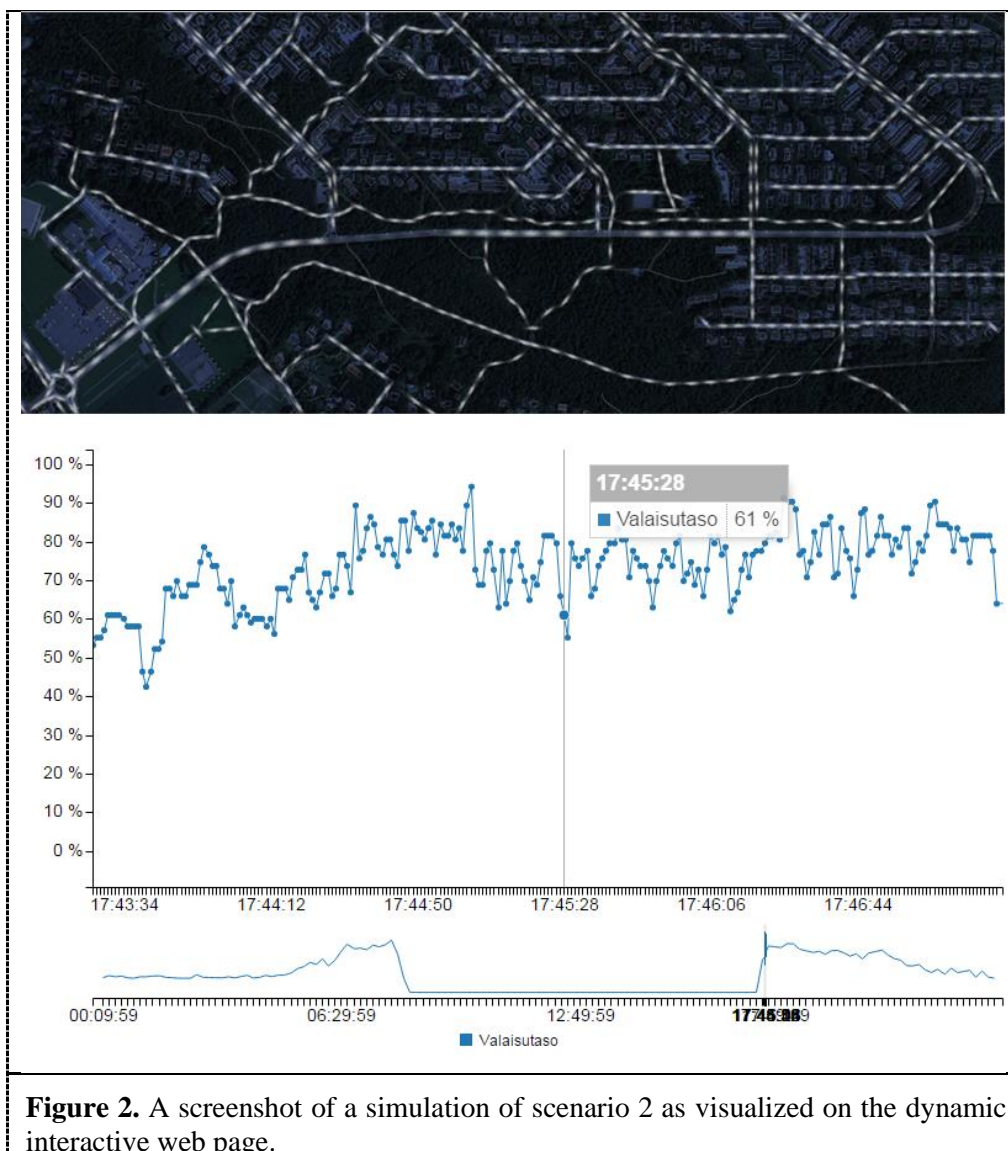 100 %
90 %
80 %
70 %
60 %
50 %
40 %
30 %
20 %
10 %
0 %
17:45:28
Valaisutaso 61 %
17:43:34 17:44:12 17:44:50 17:45:28 17:46:06 17:46:44
00:09:59 06:29:59 12:49:59
Valaisutaso
Figure 2. A screenshot of a simulation of scenario 2 as visualized on the dynamic
interactive web page.